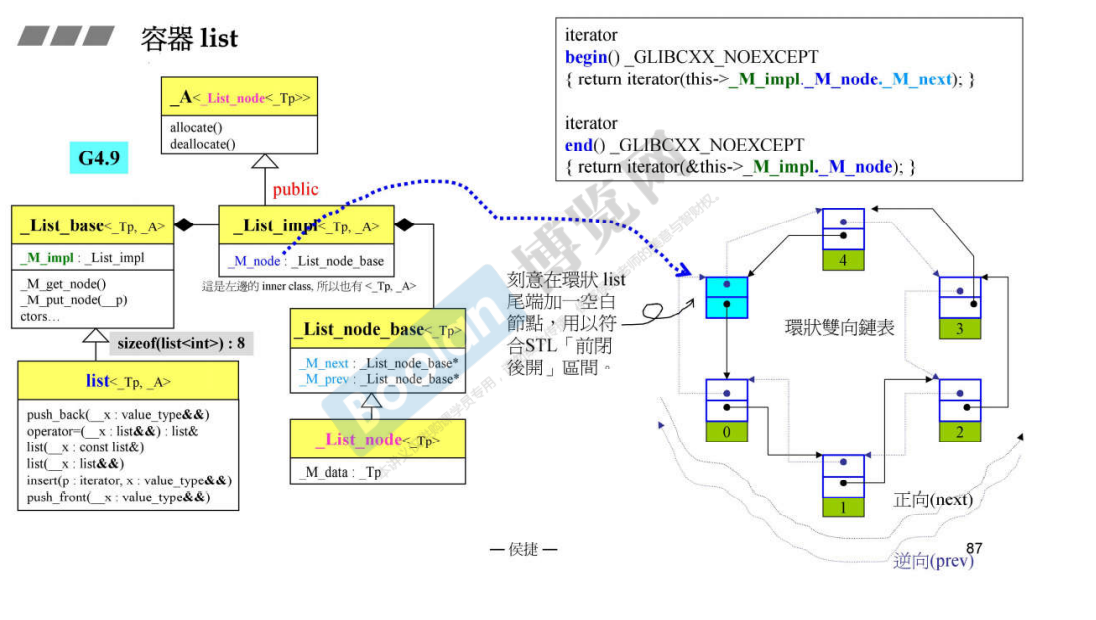 容器 list
iterator
begin() _GLIBCXX_NOEXCEPT
{ return iterator(this->_M_impl._M_node._M_next); }
iterator
end() _GLIBCXX_NOEXCEPT
{ return iterator(&this->_M_impl._M_node); }
_A<_List_node<_Tp>>
allocate()
deallocate()
G4.9
public
_List_base<_Tp, _A>
_M_impl : _List_impl
_M_get_node()
_M_put_node(__p)
ctors…
_List_impl<_Tp, _A>
_M_node : _List_node_base
這是左邊的 inner class, 所以也有 <_Tp, _A>
_List_node_base<_Tp>
_M_next : _List_node_base*
_M_prev : _List_node_base*
_List_node<_Tp>
_M_data : _Tp
sizeof(list<int>) : 8
list<_Tp, _A>
push_back(__x : value_type&&)
operator=(__x : list&&) : list&
list(__x : const list&)
list(__x : list&&)
insert(p : iterator, x : value_type&&)
push_front(__x : value_type&&)
刻意在環狀 list
尾端加一空白
節點，用以符
合STL「前閉
後開」區間。
環狀雙向鏈表
4
3
0
2
1
正向(next)
逆向(prev)
— 侯捷 —
87
Boolan 博览网